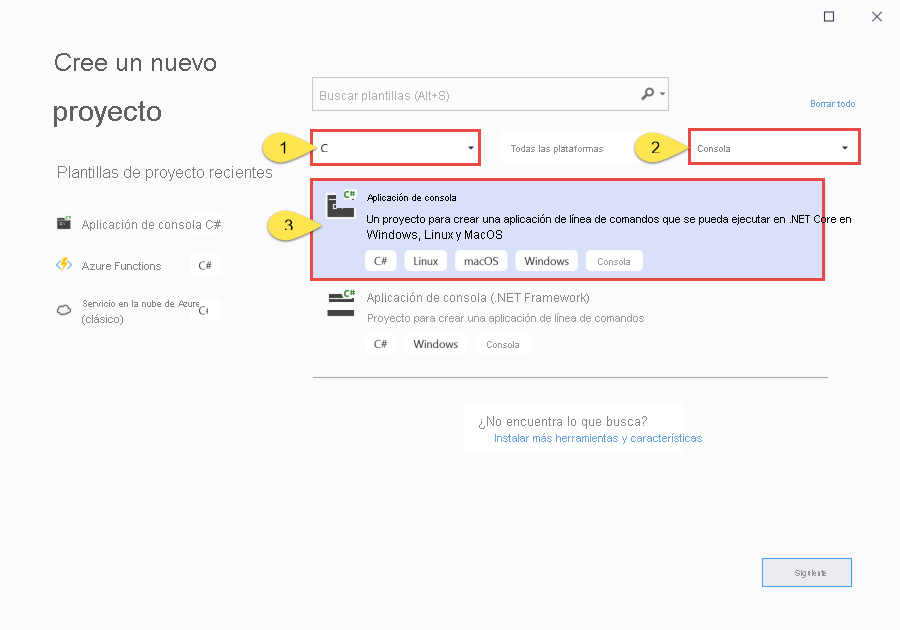 Cree un nuevo
proyecto
Buscar plantillas (Alt+S)
Borrar todo
1
C
Todas las plataformas
2
Consola
Plantillas de proyecto recientes
Aplicación de consola C#
Azure Functions C#
Servicio en la nube de Azure
(clásico)
3
C#
Aplicación de consola
Un proyecto para crear una aplicación de línea de comandos que se pueda ejecutar en .NET Core en
Windows, Linux y MacOS
C# Linux macOS Windows Consola
C#
Aplicación de consola (.NET Framework)
Proyecto para crear una aplicación de línea de comandos
C# Windows Consola
¿No encuentra lo que busca?
Instalar más herramientas y características
Siguiente